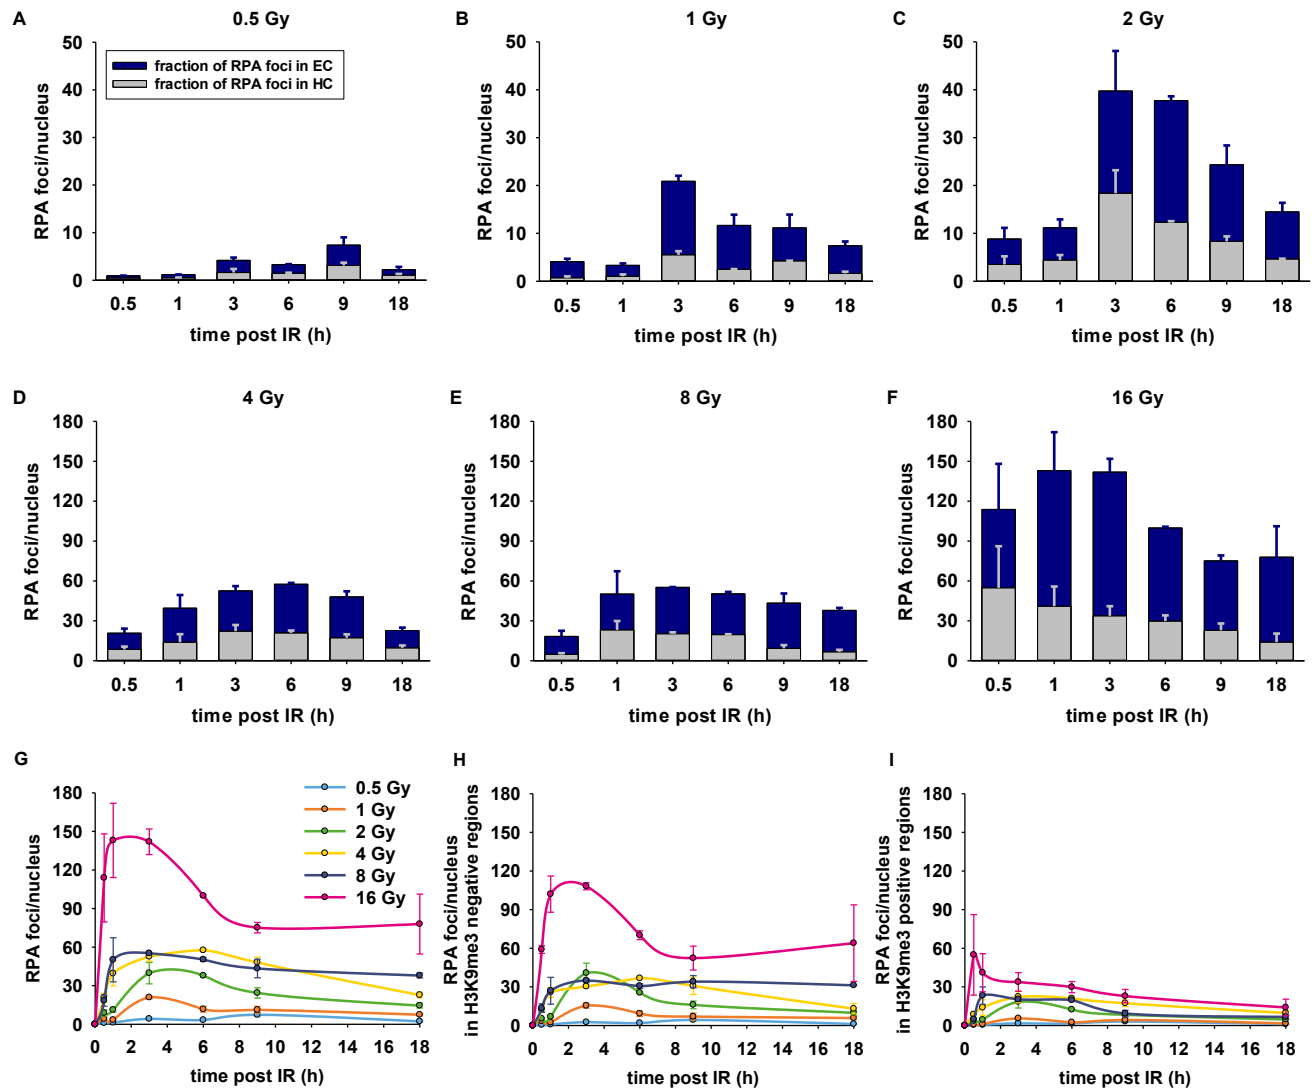 A 0.5 Gy
RPA foci/nucleus
50
40
30
20
10
0
fraction of RPA foci in EC
fraction of RPA foci in HC
0.5 1 3 6 9 18
time post IR (h)
B 1 Gy
RPA foci/nucleus
50
40
30
20
10
0
0.5 1 3 6 9 18
time post IR (h)
C 2 Gy
RPA foci/nucleus
50
40
30
20
10
0
0.5 1 3 6 9 18
time post IR (h)
D 4 Gy
RPA foci/nucleus
180
150
120
90
60
30
0
0.5 1 3 6 9 18
time post IR (h)
E 8 Gy
RPA foci/nucleus
180
150
120
90
60
30
0
0.5 1 3 6 9 18
time post IR (h)
F 16 Gy
RPA foci/nucleus
180
150
120
90
60
30
0
0.5 1 3 6 9 18
time post IR (h)
G
RPA foci/nucleus
180
150
120
90
60
30
0
0.5 Gy
1 Gy
2 Gy
4 Gy
8 Gy
16 Gy
0 2 4 6 8 10 12 14 16 18
time post IR (h)
H
RPA foci/nucleus
in H3K9me3 negative regions
180
150
120
90
60
30
0
0 2 4 6 8 10 12 14 16 18
time post IR (h)
I
RPA foci/nucleus
in H3K9me3 positive regions
180
150
120
90
60
30
0
0 2 4 6 8 10 12 14 16 18
time post IR (h)